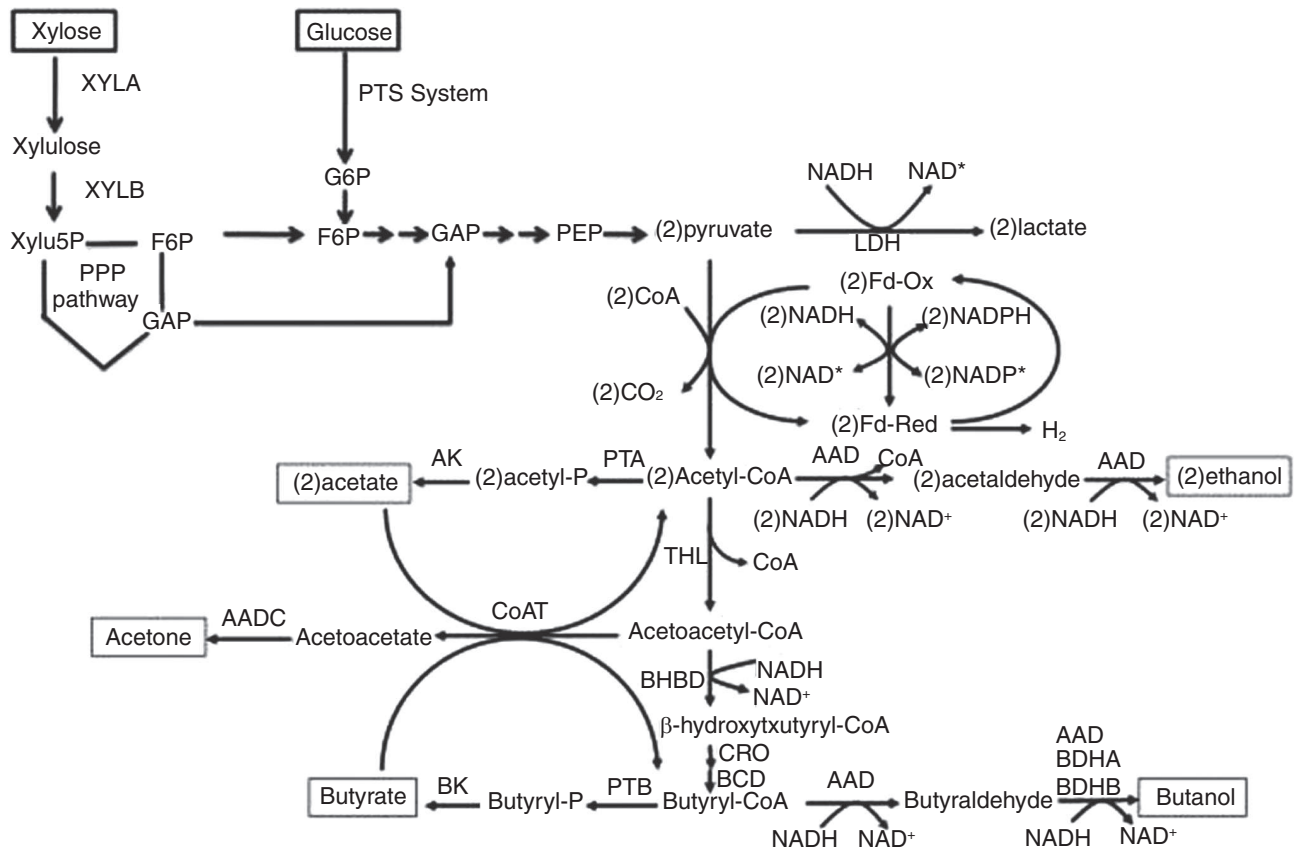 Xylose
Glucose
XYLA
PTS System
Xylulose
XYLB
G6P
NADH
NAD*
Xylu5P
F6P
F6P
GAP
PEP
(2)pyruvate
LDH
(2)lactate
PPP
pathway
GAP
(2)CoA
(2)Fd-Ox
(2)NADH
(2)NADPH
(2)NAD*
(2)NADP*
(2)CO₂
(2)Fd-Red
H₂
(2)acetate
AK
(2)acetyl-P
PTA
(2)Acetyl-CoA
AAD
CoA
(2)acetaldehyde
AAD
(2)ethanol
(2)NADH
(2)NAD⁺
(2)NADH
(2)NAD⁺
THL
CoA
Acetone
AADC
Acetoacetate
CoAT
Acetoacetyl-CoA
BHBD
NADH
NAD⁺
β-hydroxytxutyryl-CoA
CRO
BCD
Butyrate
BK
Butyryl-P
PTB
Butyryl-CoA
AAD
Butyraldehyde
AAD
BDHA
BDHB
Butanol
NADH
NAD⁺
NADH
NAD⁺